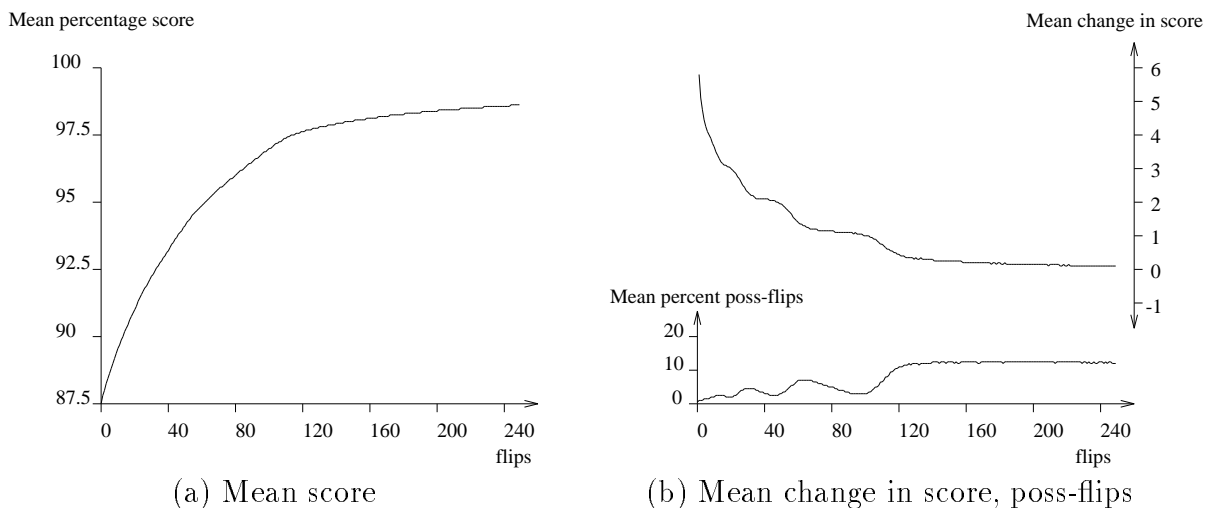 Mean percentage score
100
97.5
95
92.5
90
87.5
0 40 80 120 160 200 240
flips
(a) Mean score
Mean change in score
6
5
4
3
2
1
0
-1
Mean percent poss-flips
20
10
0
0 40 80 120 160 200 240
flips
(b) Mean change in score, poss-flips